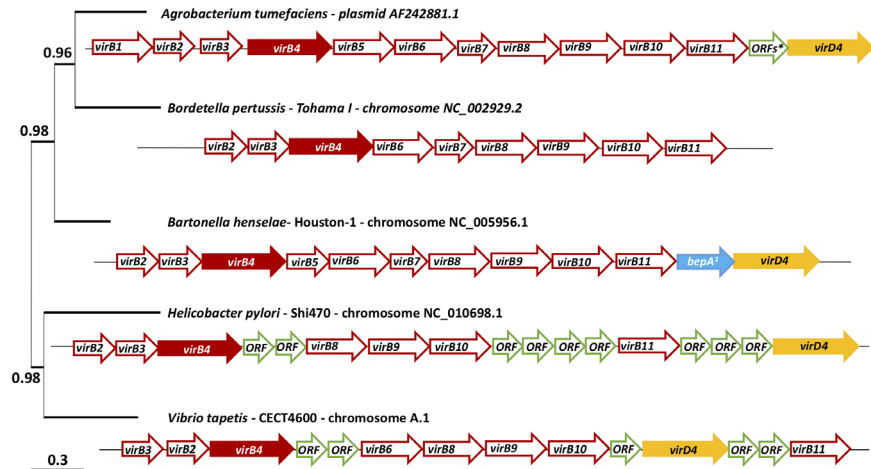 Agrobacterium tumefaciens - plasmid AF242881.1
0.96
virB1 virB2 virB3 virB4 virB5 virB6 virB7 virB8 virB9 virB10 virB11 ORFs* virD4
Bordetella pertussis - Tohama I - chromosome NC_002929.2
0.98
virB2 virB3 virB4 virB6 virB7 virB8 virB9 virB10 virB11
Bartonella henselae- Houston-1 - chromosome NC_005956.1
virB2 virB3 virB4 virB5 virB6 virB7 virB8 virB9 virB10 virB11 bepA¹ virD4
Helicobacter pylori - Shi470 - chromosome NC_010698.1
virB2 virB3 virB4 ORF ORF virB8 virB9 virB10 ORF ORF ORF ORF virB11 ORF ORF ORF virD4
0.98
Vibrio tapetis - CECT4600 - chromosome A.1
virB3 virB2 virB4 ORF ORF virB6 virB8 virB9 virB10 ORF virD4 ORF ORF virB11
0.3